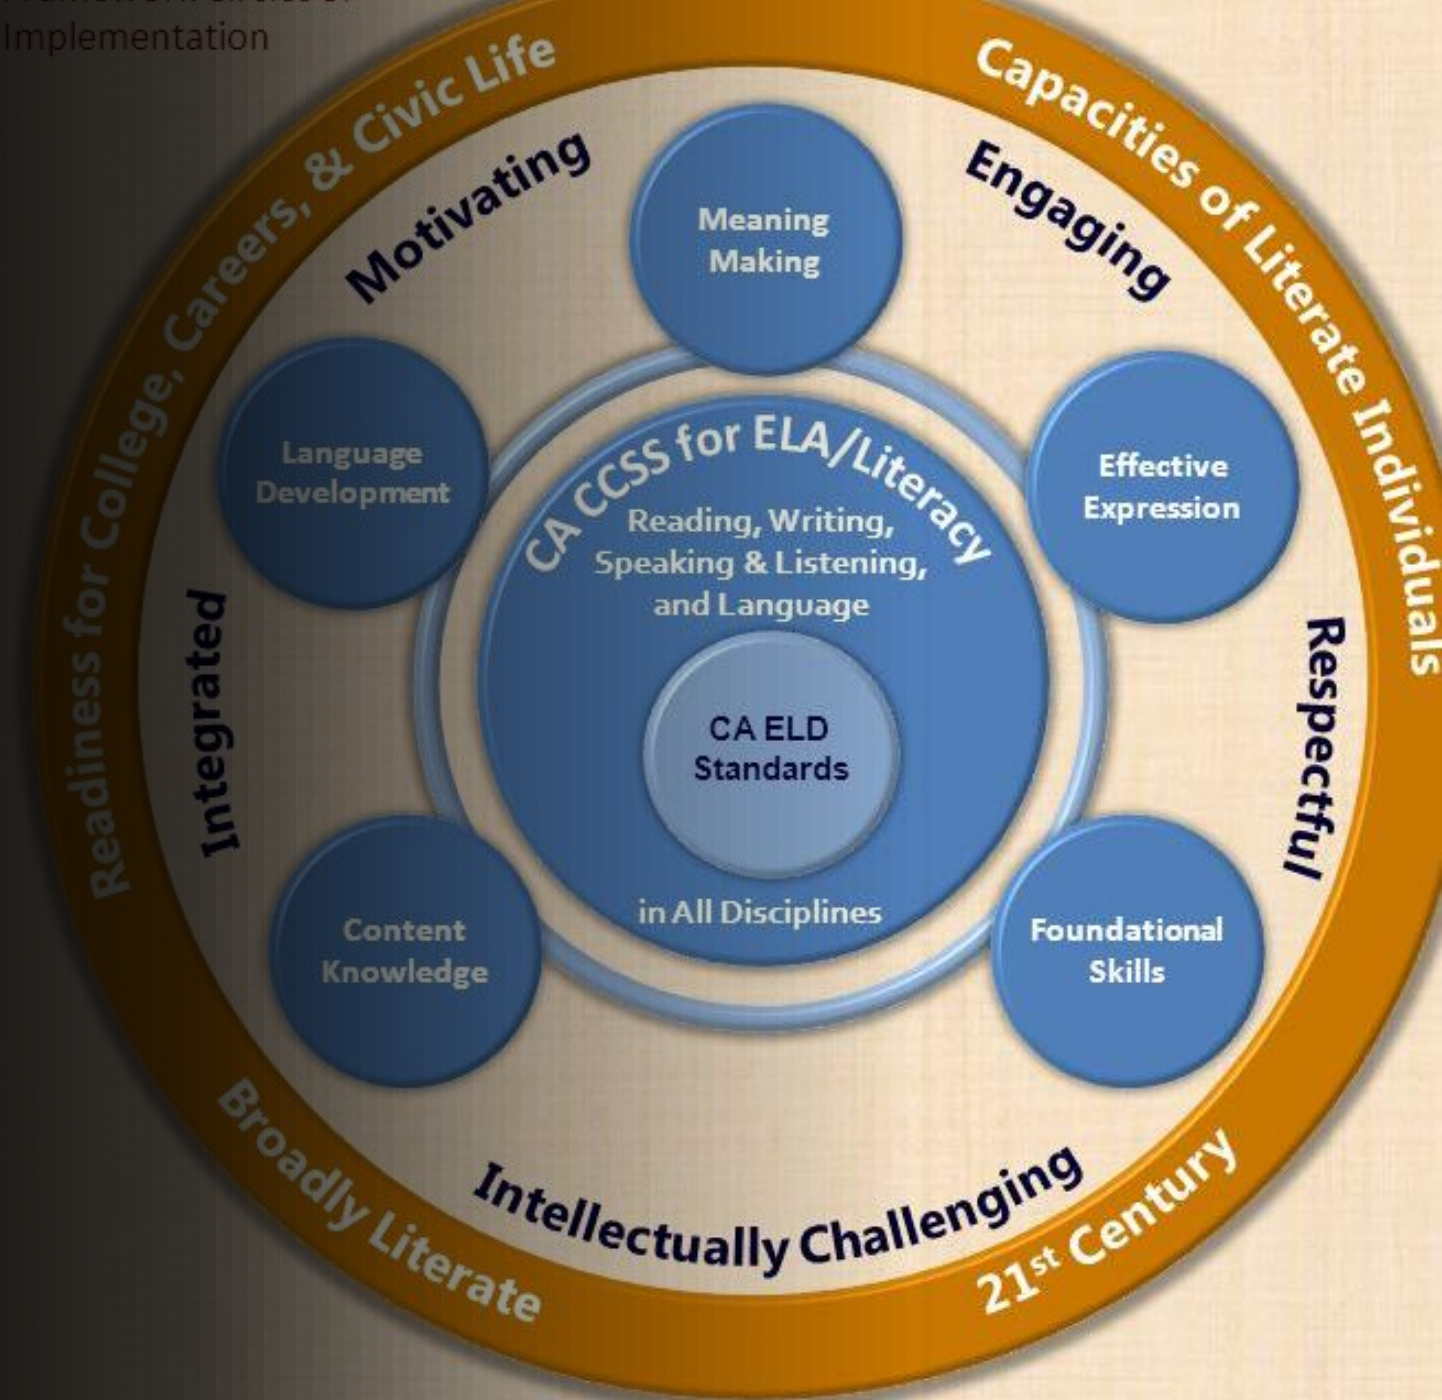 Implementation
Readiness for College, Careers, & Civic Life
Capacities of Literate Individuals
Motivating
Engaging
Meaning
Making
Language
Development
Effective
Expression
CA CCSS for ELA/Literacy
Reading, Writing,
Speaking & Listening,
and Language
CA ELD
Standards
in All Disciplines
Integrated
Respectful
Content
Knowledge
Foundational
Skills
Intellectually Challenging
Broadly Literate
21st Century